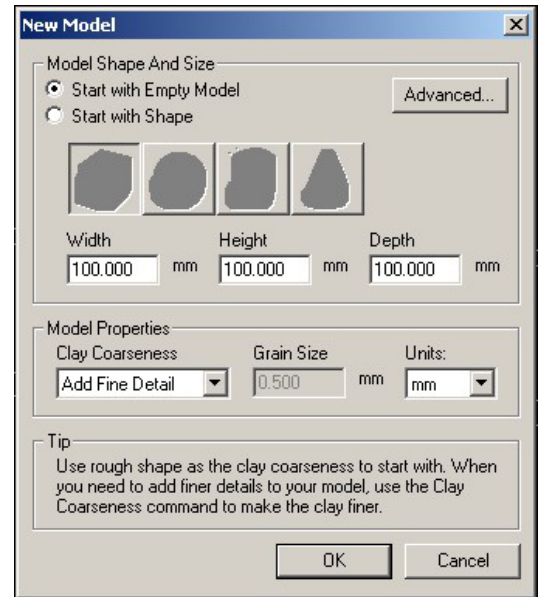 New Model
Model Shape And Size
Start with Empty Model
Advanced...
Start with Shape
Width Height Depth
100.000 mm 100.000 mm 100.000 mm
Model Properties
Clay Coarseness Grain Size Units:
Add Fine Detail 0.500 mm mm
Tip
Use rough shape as the clay coarseness to start with. When
you need to add finer details to your model, use the Clay
Coarseness command to make the clay finer.
OK Cancel